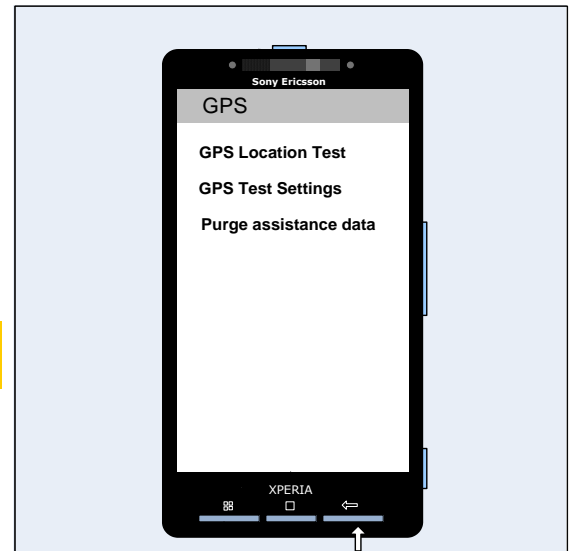 Sony Ericsson
GPS
GPS Location Test
GPS Test Settings
Purge assistance data
XPERIA